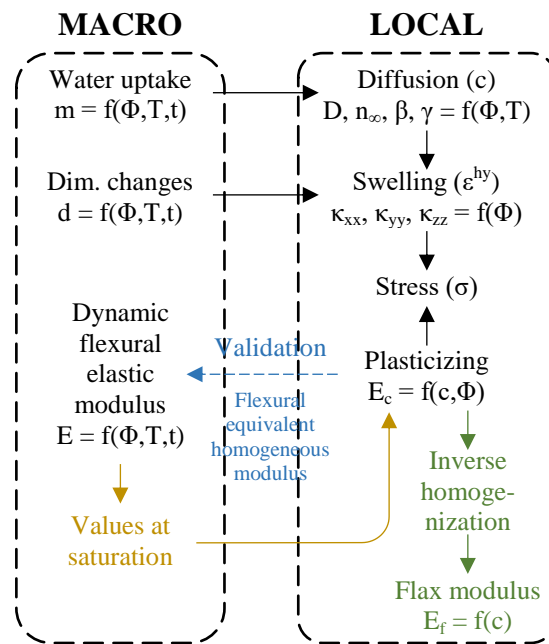 MACRO
Water uptake
m = f(Φ,T,t)
Dim. changes
d = f(Φ,T,t)
Dynamic
flexural
elastic
modulus
E = f(Φ,T,t)
Values at
saturation
Validation
Flexural
equivalent
homogeneous
modulus
LOCAL
Diffusion (c)
D, n∞, β, γ = f(Φ,T)
Swelling (εʰʸ)
κxx, κyy, κzz = f(Φ)
Stress (σ)
Plasticizing
Ec = f(c,Φ)
Inverse
homoge-
nization
Flax modulus
Ef = f(c)